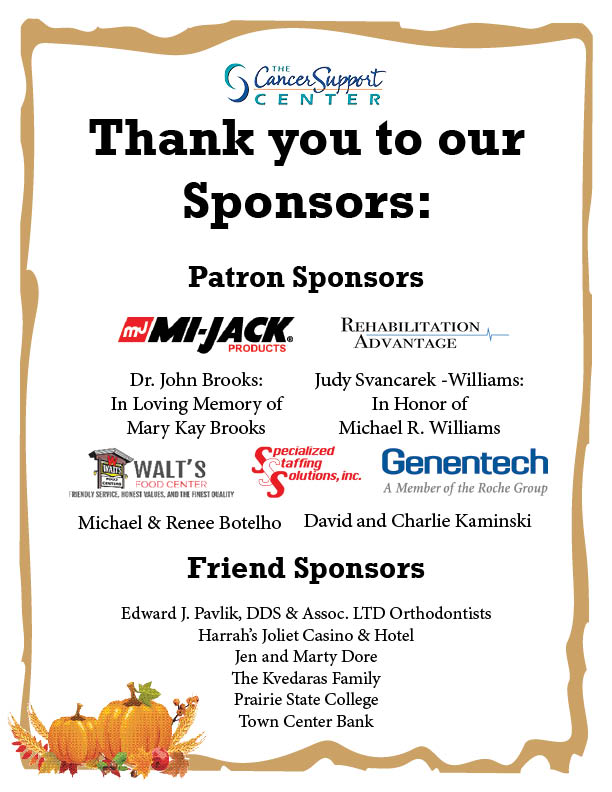 THE
Cancer Support
CENTER
Thank you to our
Sponsors:
Patron Sponsors
mJ MI-JACK®
PRODUCTS
REHABILITATION
ADVANTAGE
Dr. John Brooks:
In Loving Memory of
Mary Kay Brooks
Judy Svancarek -Williams:
In Honor of
Michael R. Williams
WALT'S
FOOD CENTERS
WALT'S
FOOD CENTER
FRIENDLY SERVICE, HONEST VALUES, AND THE FINEST QUALITY
Specialized
Staffing
Solutions, inc.
Genentech
A Member of the Roche Group
Michael & Renee Botelho
David and Charlie Kaminski
Friend Sponsors
Edward J. Pavlik, DDS & Assoc. LTD Orthodontists
Harrah's Joliet Casino & Hotel
Jen and Marty Dore
The Kvedaras Family
Prairie State College
Town Center Bank